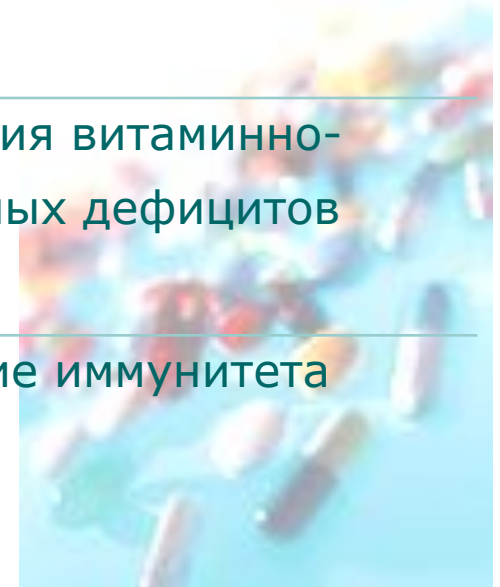 ия витаминно-
ных дефицитов
ие иммунитета